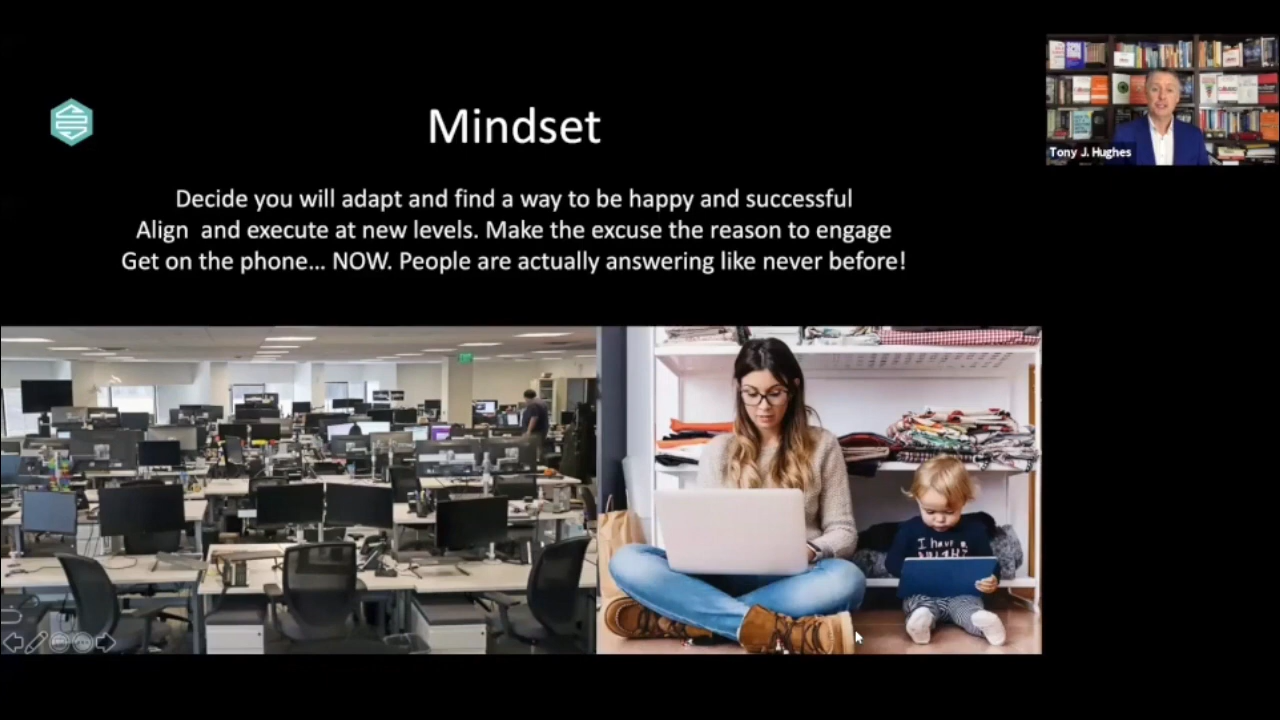 Mindset
Decide you will adapt and find a way to be happy and successful
Align  and execute at new levels. Make the excuse the reason to engage
Get on the phone... NOW. People are actually answering like never before!
Tony J. Hughes
I have a